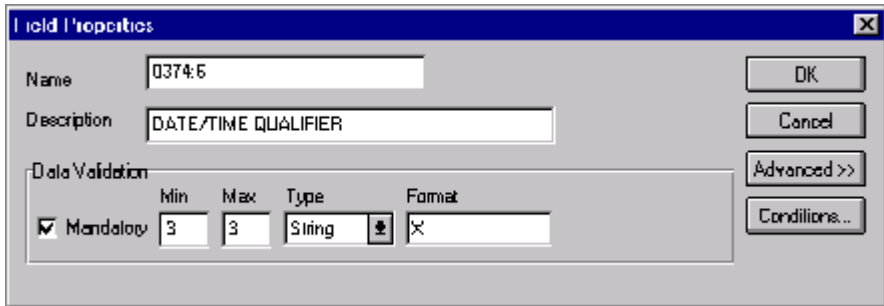 Field Properties
Name 0374:6 OK
Description DATE/TIME QUALIFIER Cancel
Data Validation Advanced >>
Min Max Type Format
Mandatory 3 3 String X Conditions...